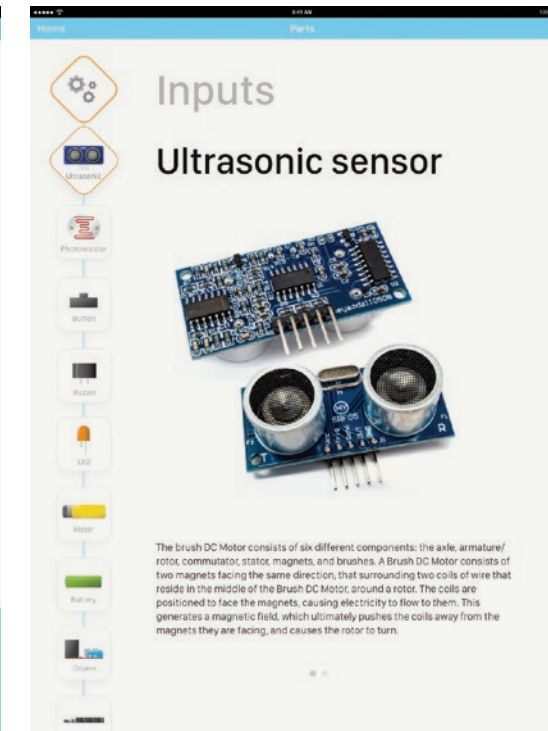 9:41 AM
Home
Parts
Inputs
Ultrasonic sensor
Ultrasonic
Photoresistor
Button
Buzzer
LED
Motor
Battery
Drivers
The brush DC Motor consists of six different components: the axle, armature/
rotor, commutator, stator, magnets, and brushes. A Brush DC Motor consists of
two magnets facing the same direction, that surrounding two coils of wire that
reside in the middle of the Brush DC Motor, around a rotor. The coils are
positioned to face the magnets, causing electricity to flow to them. This
generates a magnetic field, which ultimately pushes the coils away from the
magnets they are facing, and causes the rotor to turn.